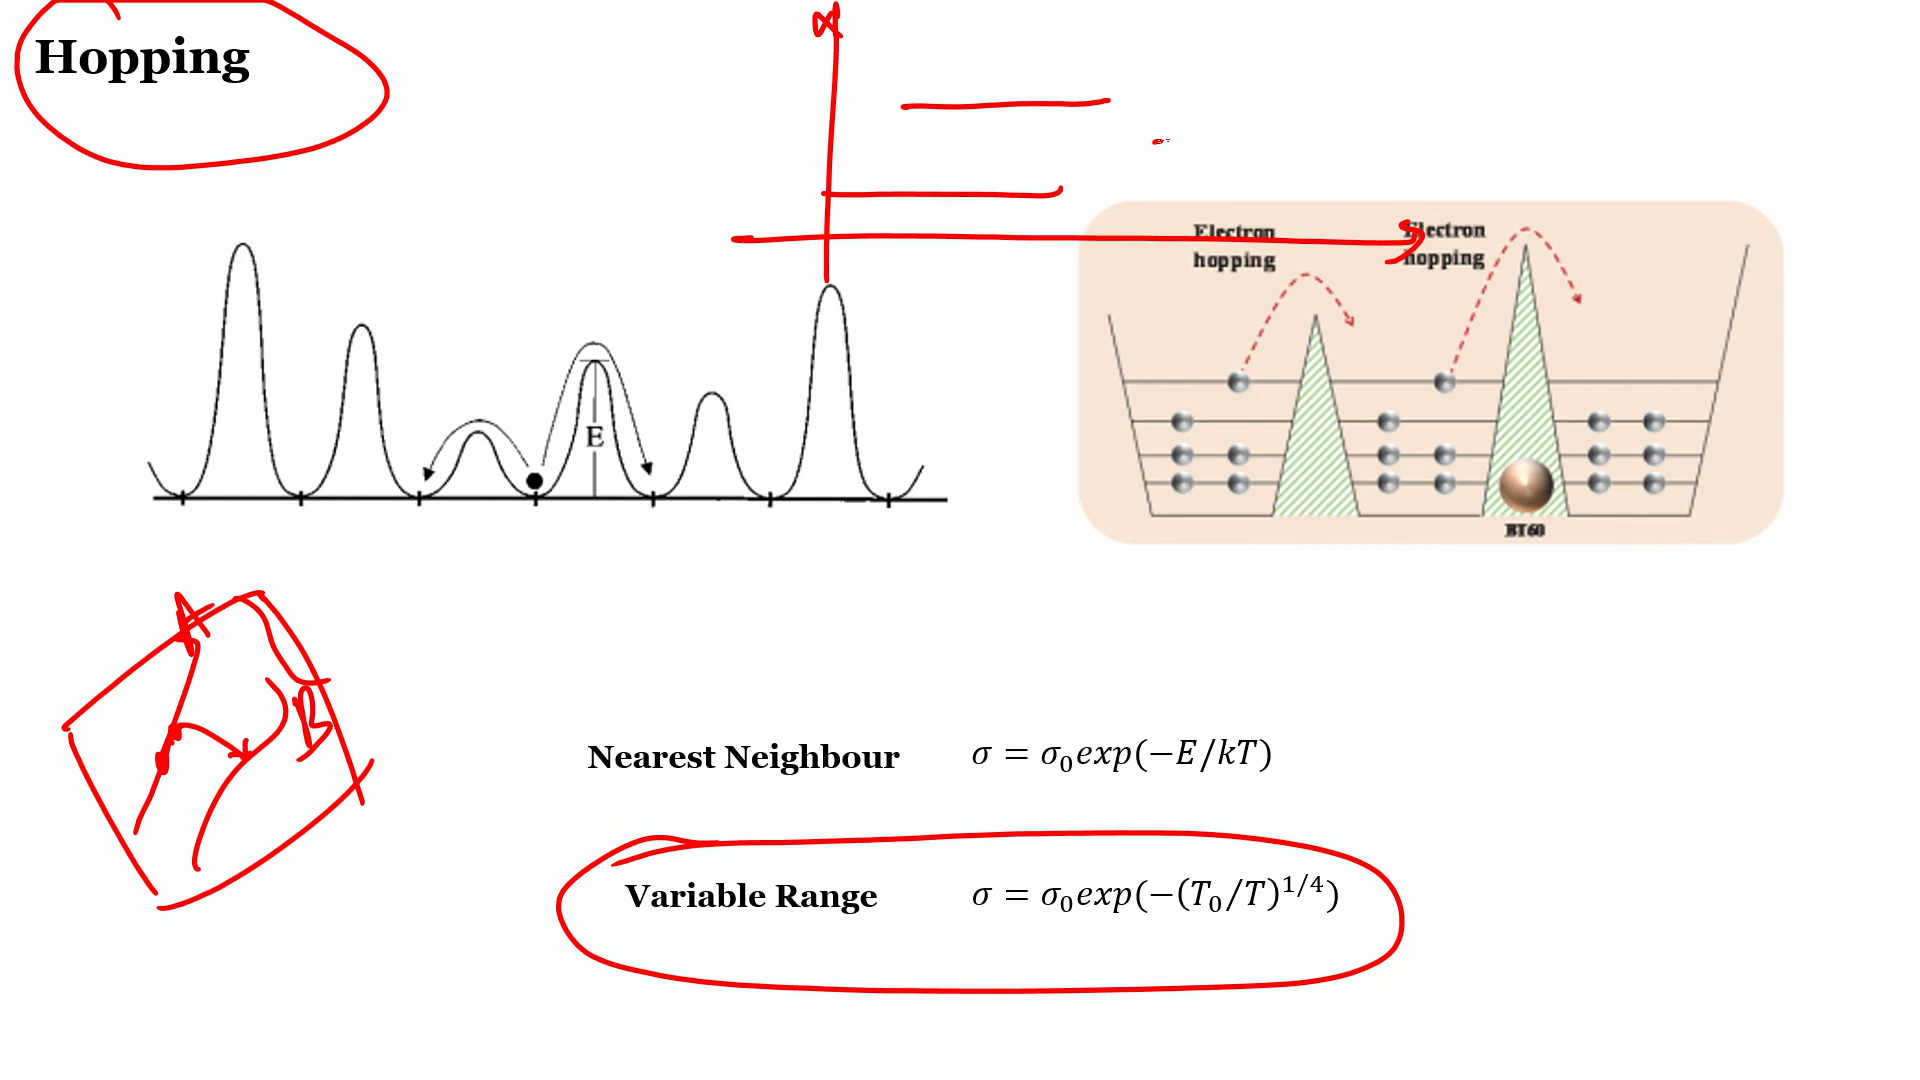 Hopping
Electron
hopping
Electron
hopping
E
BT60
A
B
Nearest Neighbour σ = σ₀exp(−E/kT)
Variable Range σ = σ₀exp(−(T₀/T)^{1/4})